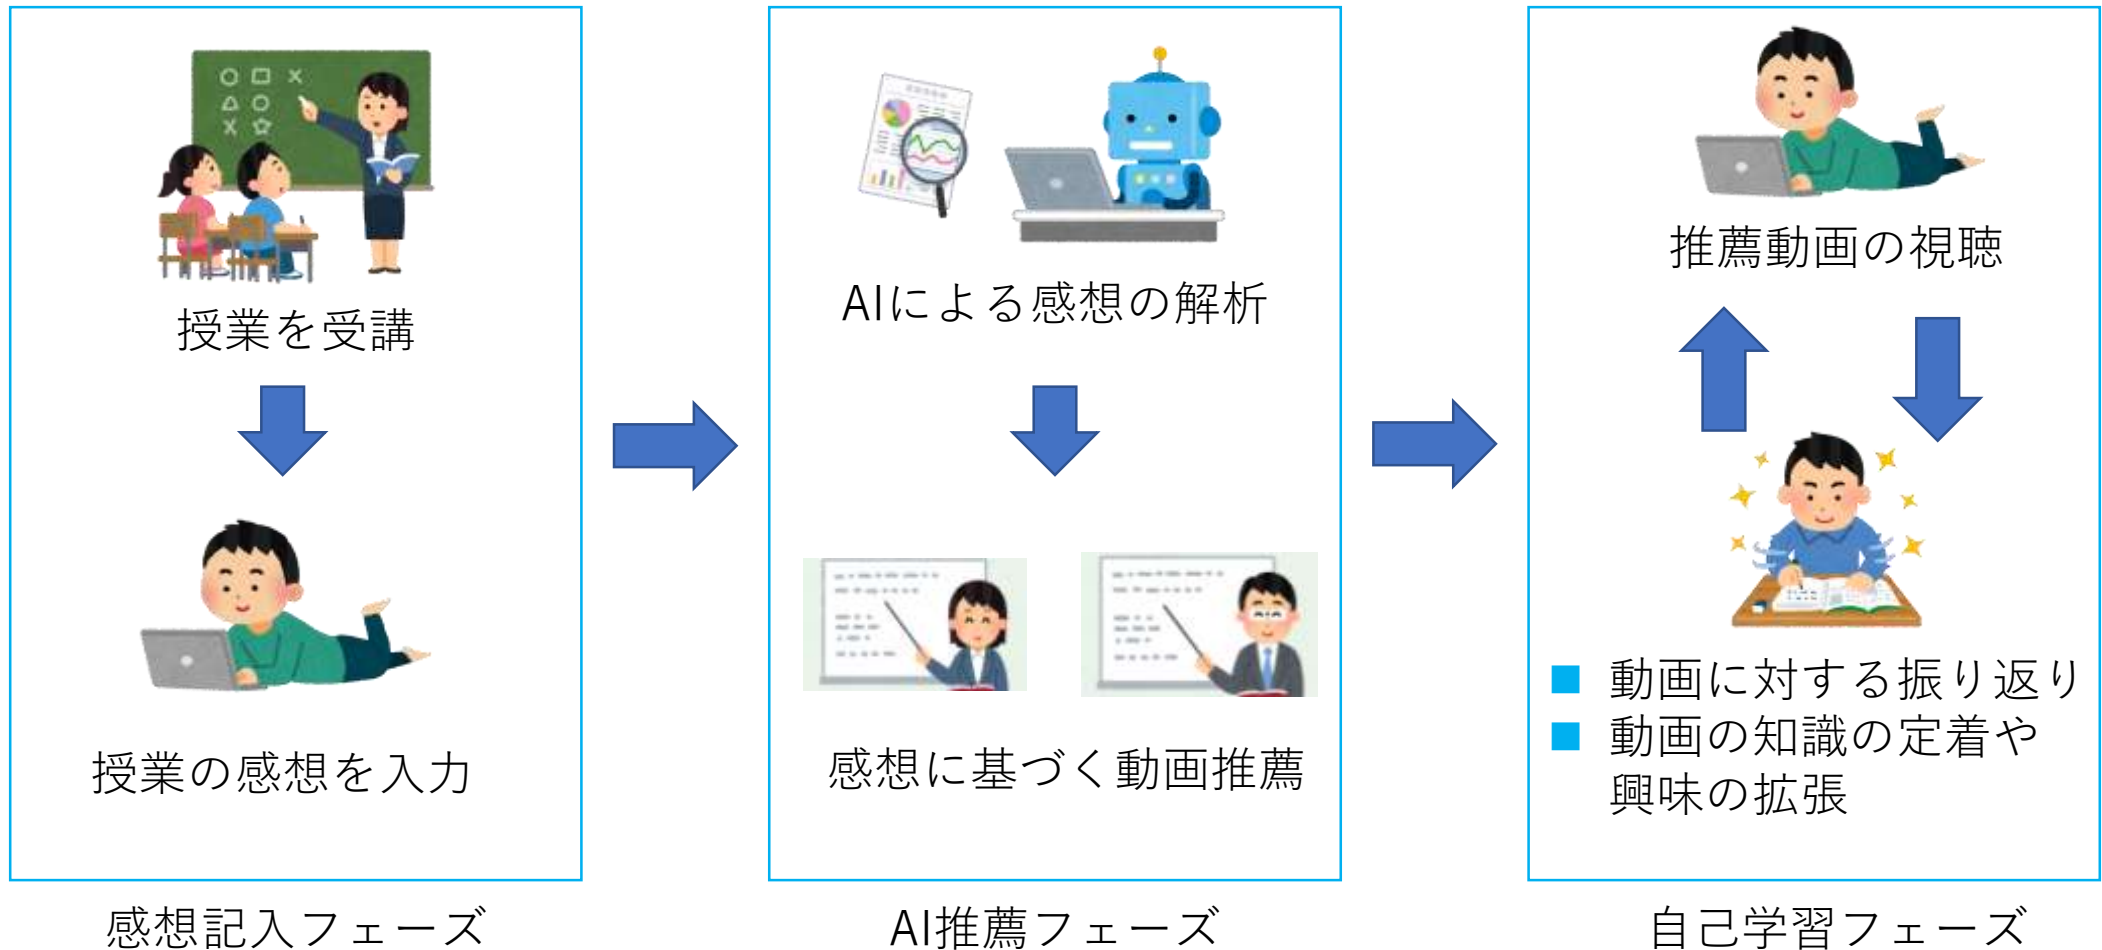 授業を受講
授業の感想を入力
感想記入フェーズ
AIによる感想の解析
感想に基づく動画推薦
AI推薦フェーズ
推薦動画の視聴
■ 動画に対する振り返り
■ 動画の知識の定着や
興味の拡張
自己学習フェーズ